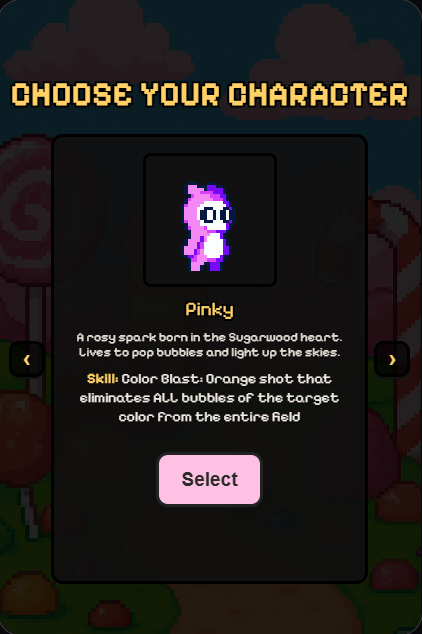 CHOOSE YOUR CHARACTER
Pinky
A rosy spark born in the Sugarwood heart.
Lives to pop bubbles and light up the skies.
‹
›
Skill: Color Blast: Orange shot that
eliminates ALL bubbles of the target
color from the entire field
Select